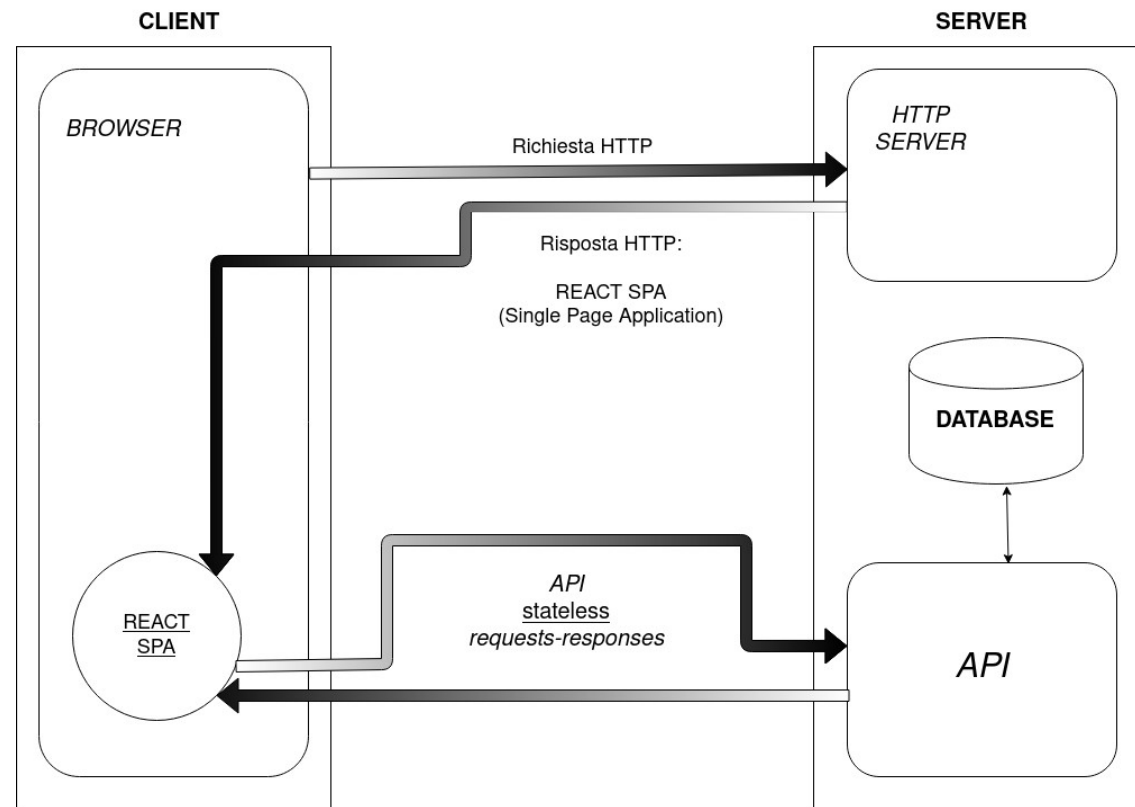 CLIENT
SERVER
BROWSER
HTTP
SERVER
Richiesta HTTP
Risposta HTTP:
REACT SPA
(Single Page Application)
DATABASE
REACT
SPA
API
stateless
requests-responses
API